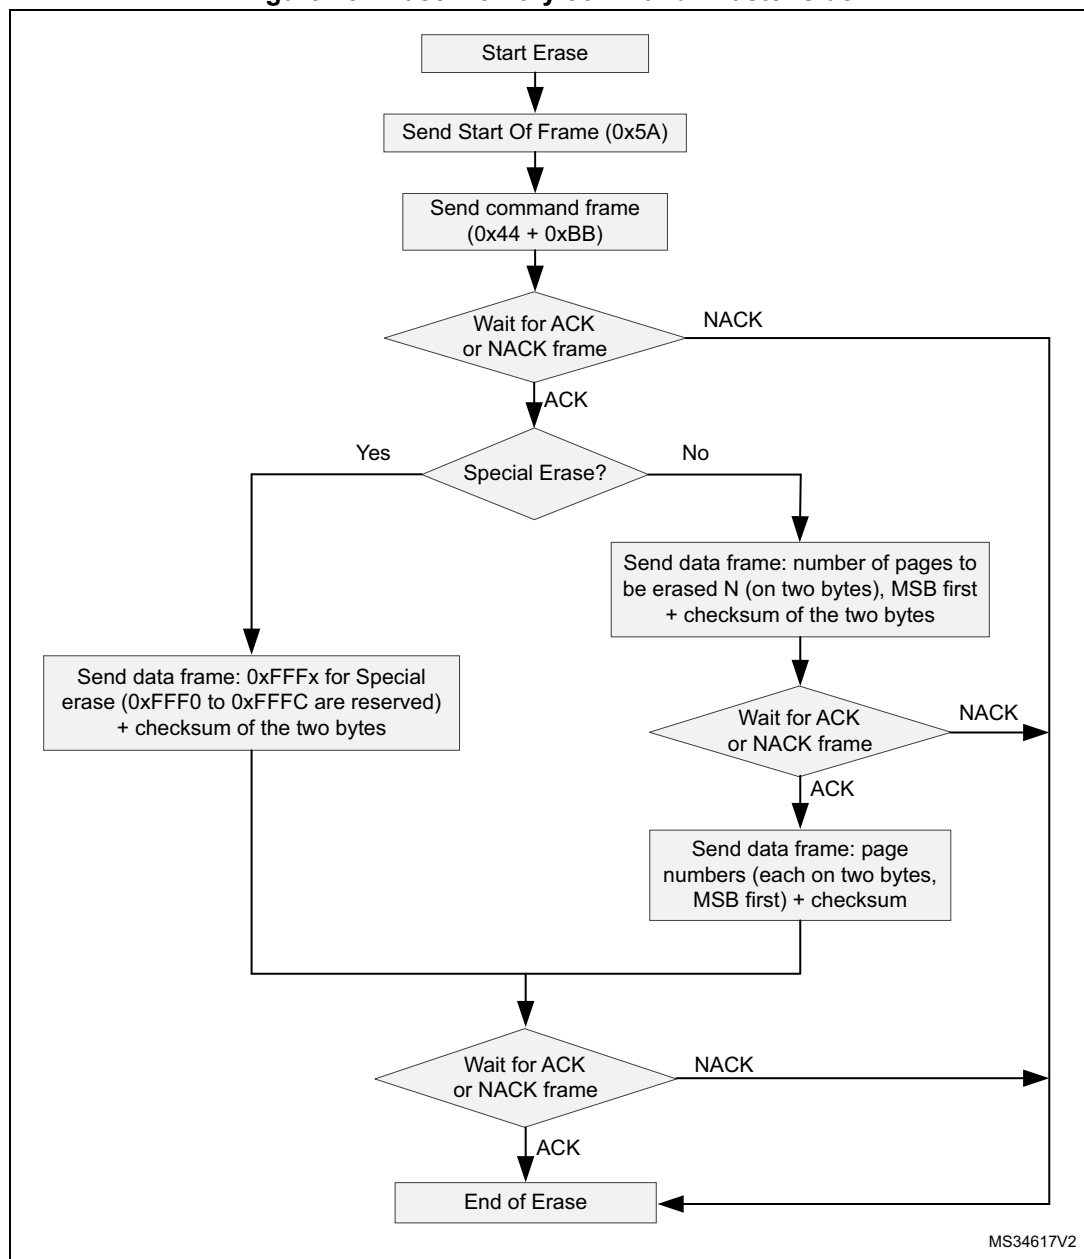 Start Erase
Send Start Of Frame (0x5A)
Send command frame
(0x44 + 0xBB)
Wait for ACK
or NACK frame
NACK
ACK
Special Erase?
Yes
No
Send data frame: number of pages to
be erased N (on two bytes), MSB first
+ checksum of the two bytes
Send data frame: 0xFFFx for Special
erase (0xFFF0 to 0xFFFC are reserved)
+ checksum of the two bytes
Wait for ACK
or NACK frame
NACK
ACK
Send data frame: page
numbers (each on two bytes,
MSB first) + checksum
Wait for ACK
or NACK frame
NACK
ACK
End of Erase
MS34617V2